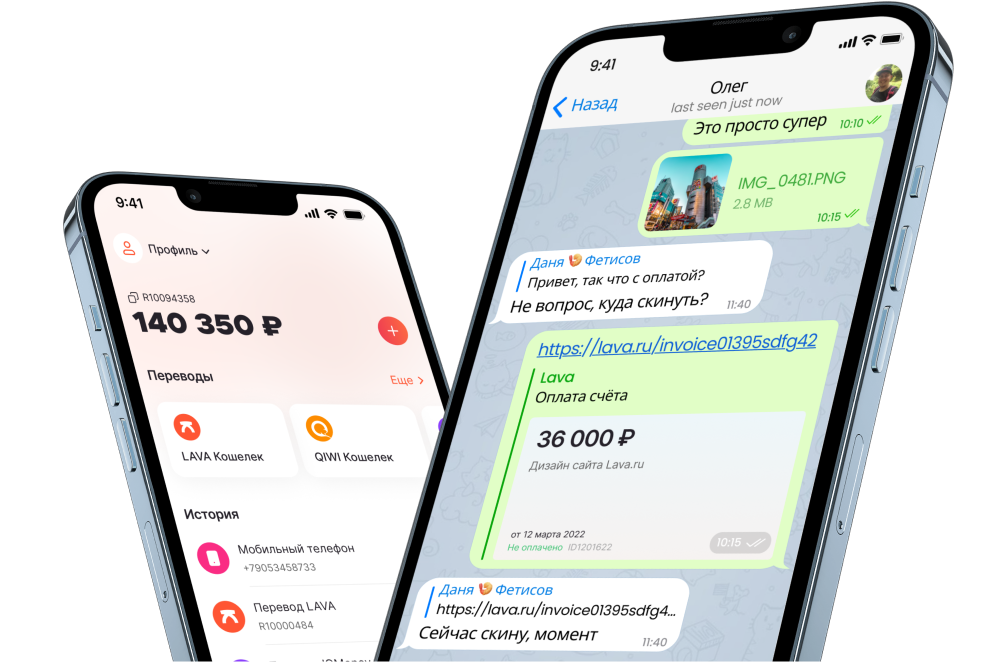 9:41
Профиль
R10094358
140 350 ₽
Переводы
Еще
LAVA Кошелек
QIWI Кошелек
История
Мобильный телефон
+79053458733
Перевод LAVA
R10000484
9:41
Назад
Олег
last seen just now
Это просто супер 10:10
IMG_0481.PNG
2.8 MB
10:15
Даня Фетисов
Привет, так что с оплатой?
Не вопрос, куда скинуть? 11:40
https://lava.ru/invoice01395sdfg42
Lava
Оплата счёта
36 000 ₽
Дизайн сайта Lava.ru
от 12 марта 2022
Не оплачено ID1201622
10:15
Даня Фетисов
https://lava.ru/invoice01395sdfg4...
Сейчас скину, момент 11:40